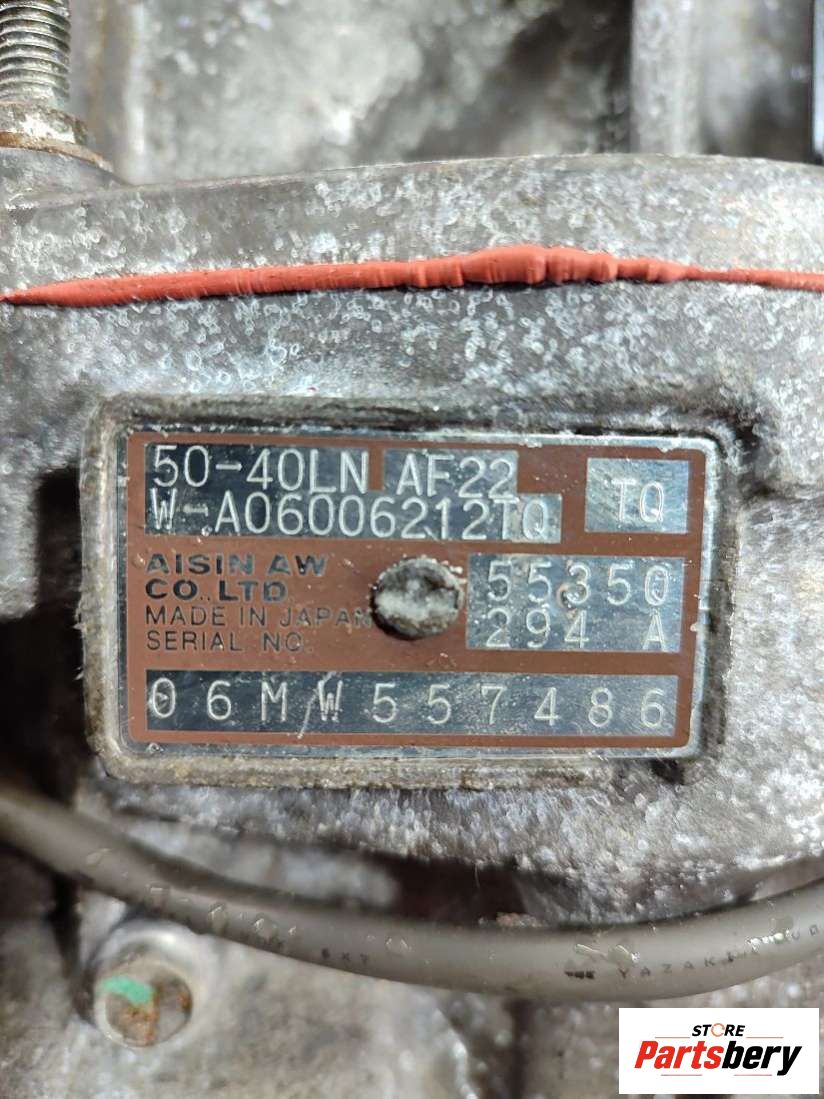 50-40LN AF22
W-A06006212TQ TQ
AISIN AW
CO.,LTD.
MADE IN JAPAN
SERIAL NO.
55350
294 A
06MW557486
YAZAKI
STORE
Partsbery